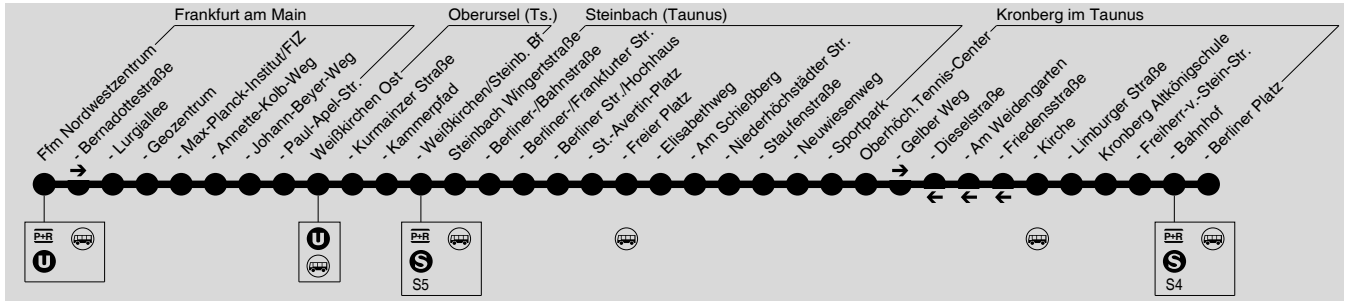 Frankfurt am Main
Oberursel (Ts.)
Steinbach (Taunus)
Kronberg im Taunus
Ffm Nordwestzentrum
- Bernadottestraße
- Lurgiallee
- Geozentrum
- Max-Planck-Institut/FIZ
- Annette-Kolb-Weg
- Johann-Beyer-Weg
- Paul-Apel-Str.
Weißkirchen Ost
- Kurmainzer Straße
- Kammerpfad
- Weißkirchen/Steinb. Bf
Steinbach Wingertstraße
- Berliner-/Bahnstraße
- Berliner-/Frankfurter Str.
- Berliner Str./Hochhaus
- St.-Avertin-Platz
- Freier Platz
- Elisabethweg
- Am Schießberg
- Niederhöchstädter Str.
- Staufenstraße
- Neuwiesenweg
- Sportpark
Oberhöch.Tennis-Center
- Gelber Weg
- Dieselstraße
- Am Weidengarten
- Friedensstraße
- Kirche
- Limburger Straße
Kronberg Altkönigschule
- Freiherr-v.-Stein-Str.
- Bahnhof
- Berliner Platz
P+R
U
U
P+R
S
S5
P+R
S
S4